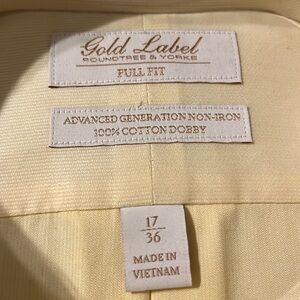 Gold Label
ROUNDTREE & YORKE
FULL FIT
ADVANCED GENERATION NON-IRON
100% COTTON DOBBY
17
36
MADE IN
VIETNAM